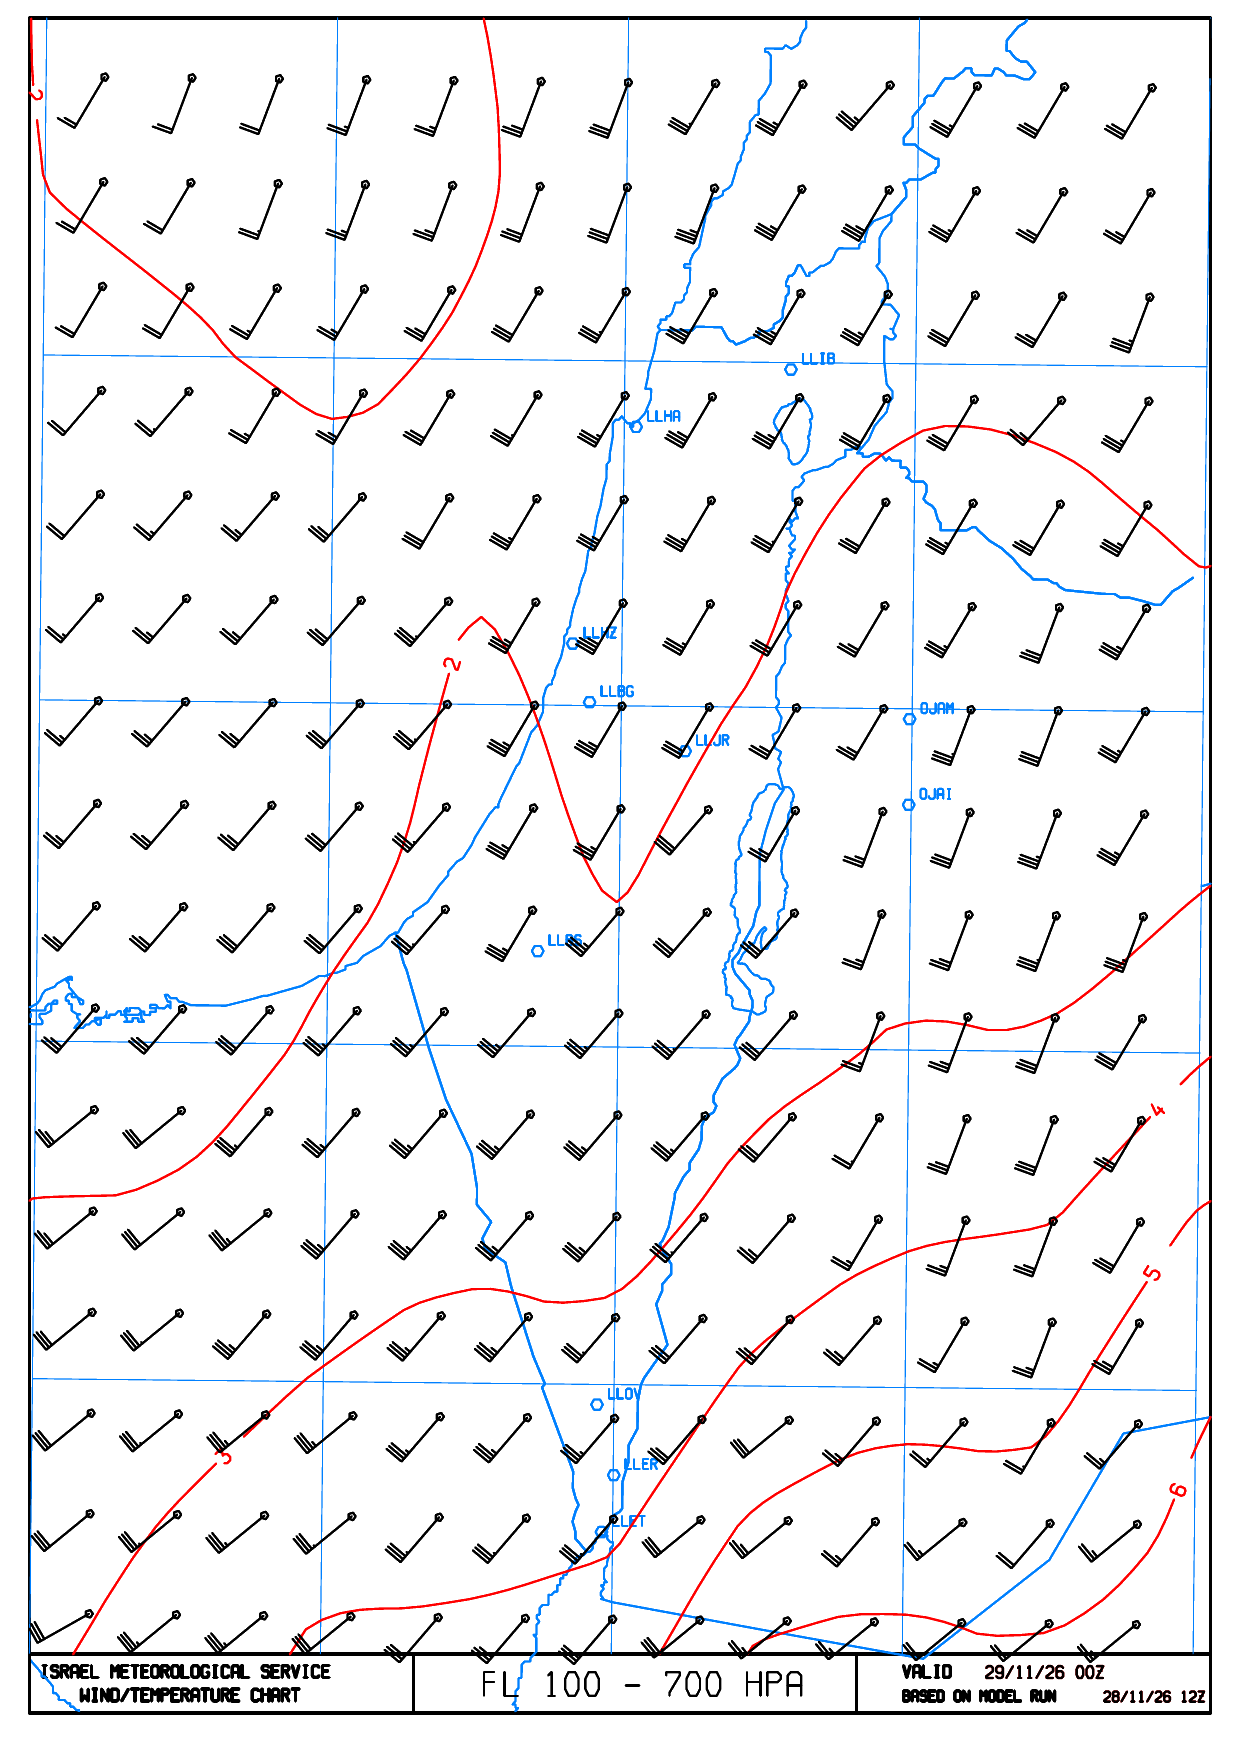 2
LLIB
LLHA
LLHZ
2
LLBG
OJAM
LLJR
OJAI
LLBS
4
5
LLOV
3
LLER
6
LLET
ISRAEL METEOROLOGICAL SERVICE
WIND/TEMPERATURE CHART
FL 100 - 700 HPA
VALID 29/11/26 00Z
BASED ON MODEL RUN 28/11/26 12Z